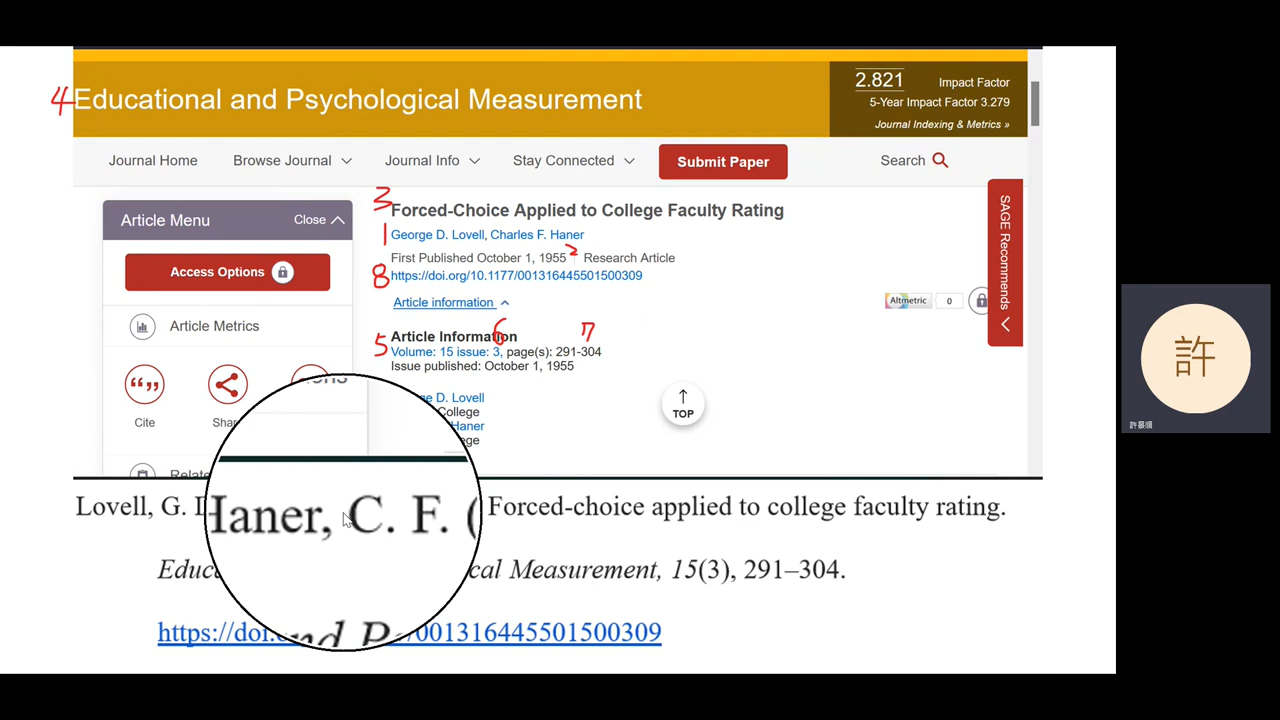 4 Educational and Psychological Measurement
2.821 Impact Factor
5-Year Impact Factor 3.279
Journal Indexing & Metrics »
Journal Home Browse Journal Journal Info Stay Connected Submit Paper Search
Article Menu Close
Access Options
Article Metrics
Cite
3 Forced-Choice Applied to College Faculty Rating
1 George D. Lovell, Charles F. Haner
First Published October 1, 1955 2 Research Article
8 https://doi.org/10.1177/001316445501500309
Article information
Altmetric 0
SAGE Recommends
Article Information 6 7
5 Volume: 15 issue: 3, page(s): 291-304
Issue published: October 1, 1955
D. Lovell
College
Haner
TOP
Lovell, G. Haner, C. F. ( Forced-choice applied to college faculty rating.
Measurement, 15(3), 291–304.
https://doi. 001316445501500309
許
許景順